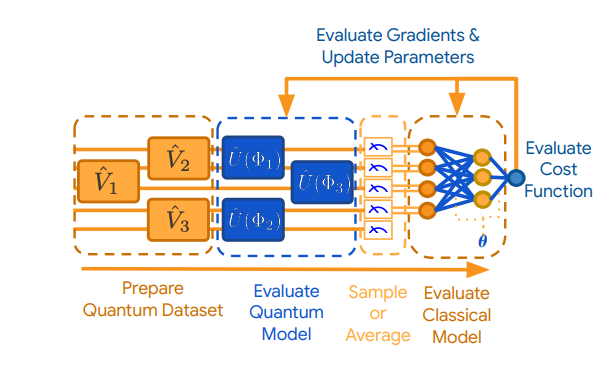 Evaluate Gradients &
Update Parameters
V̂₁
V̂₂
V̂₃
Û(Φ₁)
Û(Φ₂)
Û(Φ₃)
θ
Evaluate
Cost
Function
Prepare
Quantum Dataset
Evaluate
Quantum
Model
Sample
or
Average
Evaluate
Classical
Model